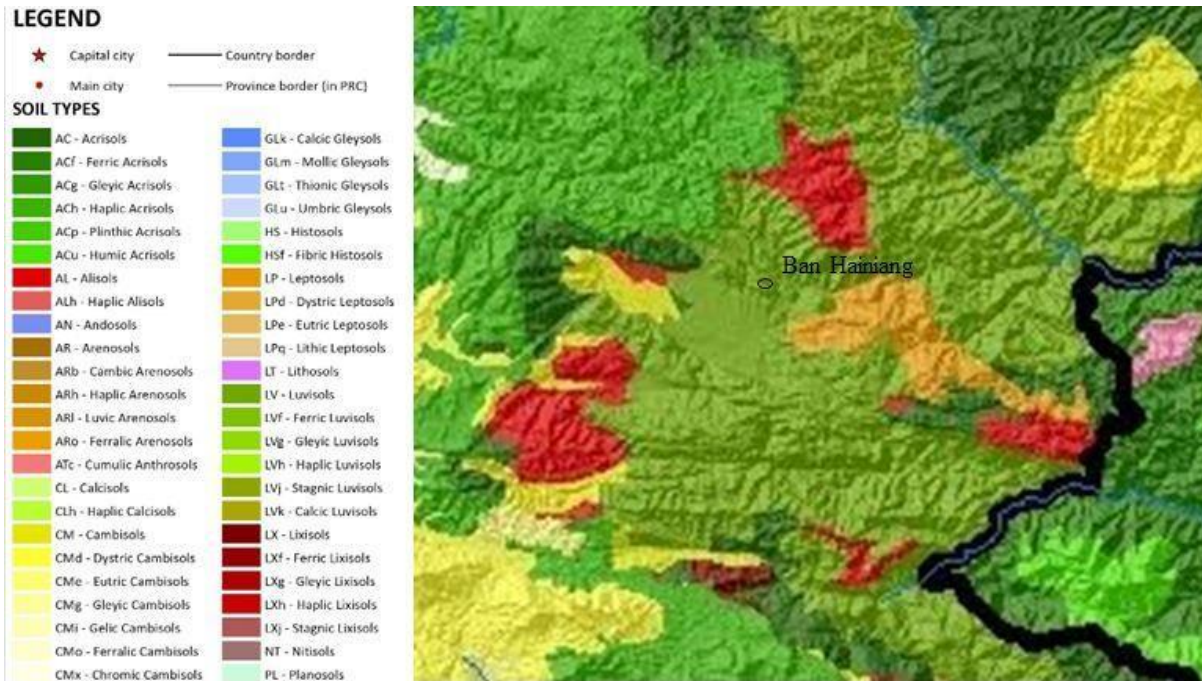 LEGEND
Capital city
Country border
Main city
Province border (in PRC)
SOIL TYPES
AC - Acrisols
ACf - Ferric Acrisols
ACg - Gleyic Acrisols
ACh - Haplic Acrisols
ACp - Plinthic Acrisols
ACu - Humic Acrisols
AL - Alisols
ALh - Haplic Alisols
AN - Andosols
AR - Arenosols
ARb - Cambic Arenosols
ARh - Haplic Arenosols
ARl - Luvic Arenosols
ARo - Ferralic Arenosols
ATc - Cumulic Anthrosols
CL - Calcisols
CLh - Haplic Calcisols
CM - Cambisols
CMd - Dystric Cambisols
CMe - Eutric Cambisols
CMg - Gleyic Cambisols
CMi - Gelic Cambisols
CMo - Ferralic Cambisols
CMx - Chromic Cambisols
GLk - Calcic Gleysols
GLm - Mollic Gleysols
GLt - Thionic Gleysols
GLu - Umbric Gleysols
HS - Histosols
HSf - Fibric Histosols
LP - Leptosols
LPd - Dystric Leptosols
LPe - Eutric Leptosols
LPq - Lithic Leptosols
LT - Lithosols
LV - Luvisols
LVf - Ferric Luvisols
LVg - Gleyic Luvisols
LVh - Haplic Luvisols
LVj - Stagnic Luvisols
LVk - Calcic Luvisols
LX - Lixisols
LXf - Ferric Lixisols
LXg - Gleyic Lixisols
LXh - Haplic Lixisols
LXj - Stagnic Lixisols
NT - Nitisols
PL - Planosols
Ban Hainiang